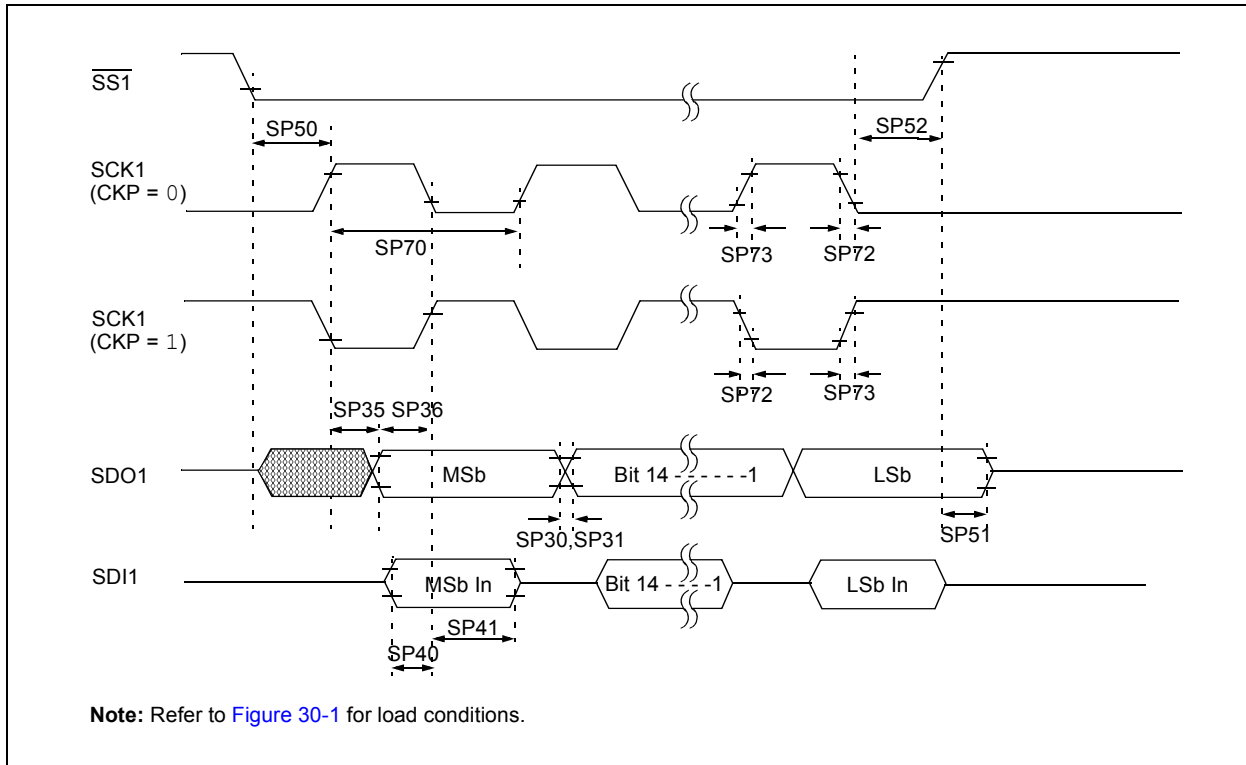 SS1
SP50
SP52
SCK1
(CKP = 0)
SP70
SP73
SP72
SCK1
(CKP = 1)
SP72
SP73
SP35
SP36
SDO1
MSb
Bit 14 - - - - - -1
LSb
SP30,SP31
SP51
SDI1
MSb In
Bit 14 - - - -1
LSb In
SP41
SP40
Note: Refer to Figure 30-1 for load conditions.